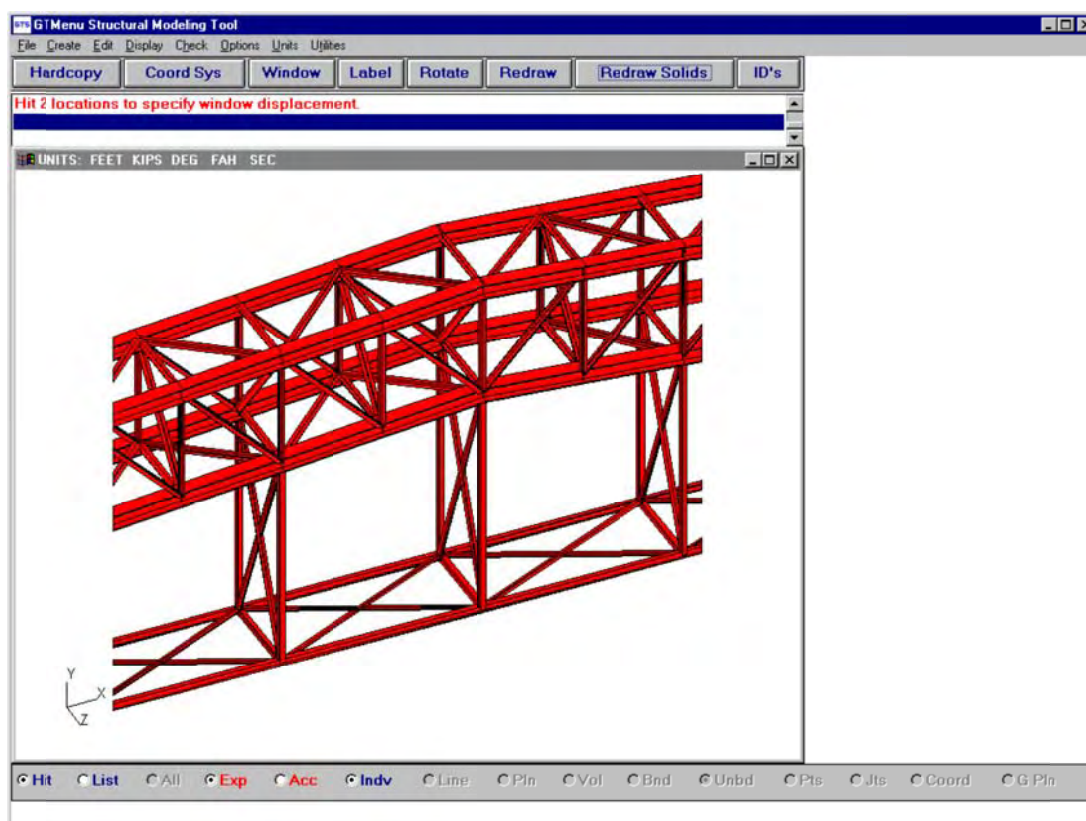 GTS GTMenu Structural Modeling Tool
File Create Edit Display Check Options Units Utilites
Hardcopy Coord Sys Window Label Rotate Redraw Redraw Solids ID's
Hit 2 locations to specify window displacement.
UNITS: FEET KIPS DEG FAH SEC
Y
X
Z
Hit List All Exp Acc Indv Line Pln Vol Bnd Unbd Pts Jts Coord G Pln